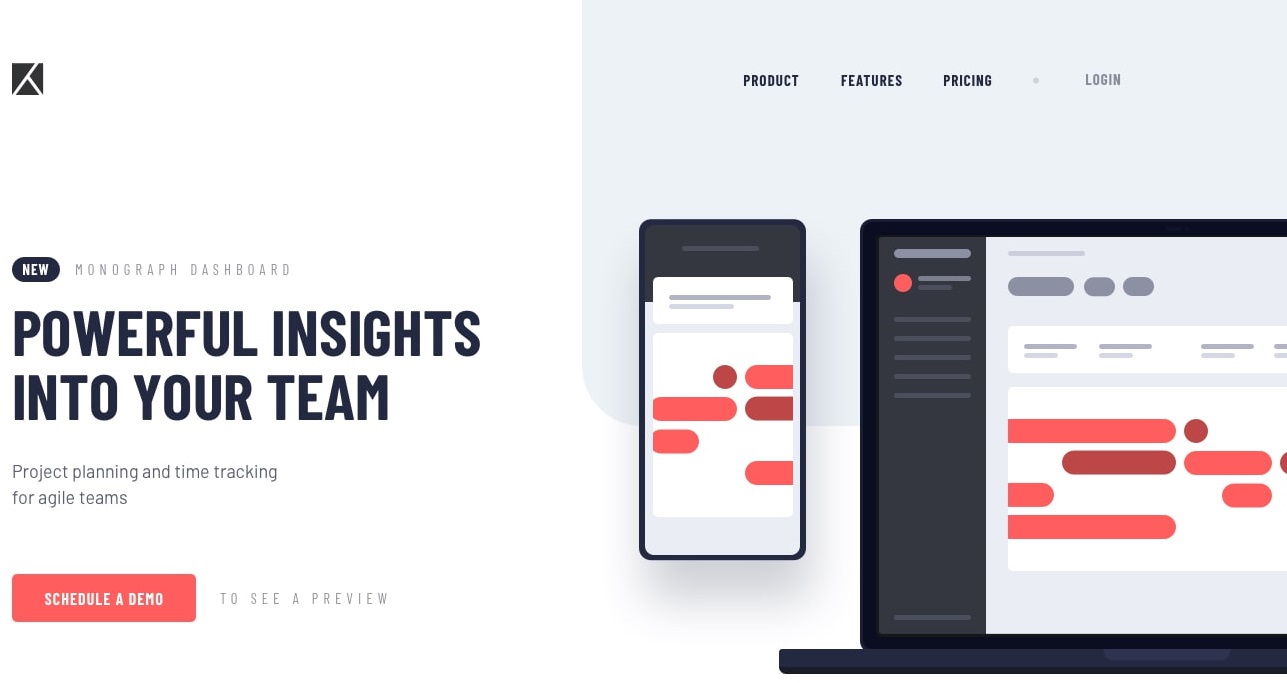 PRODUCT FEATURES PRICING LOGIN
NEW MONOGRAPH DASHBOARD
POWERFUL INSIGHTS
INTO YOUR TEAM
Project planning and time tracking
for agile teams
SCHEDULE A DEMO TO SEE A PREVIEW